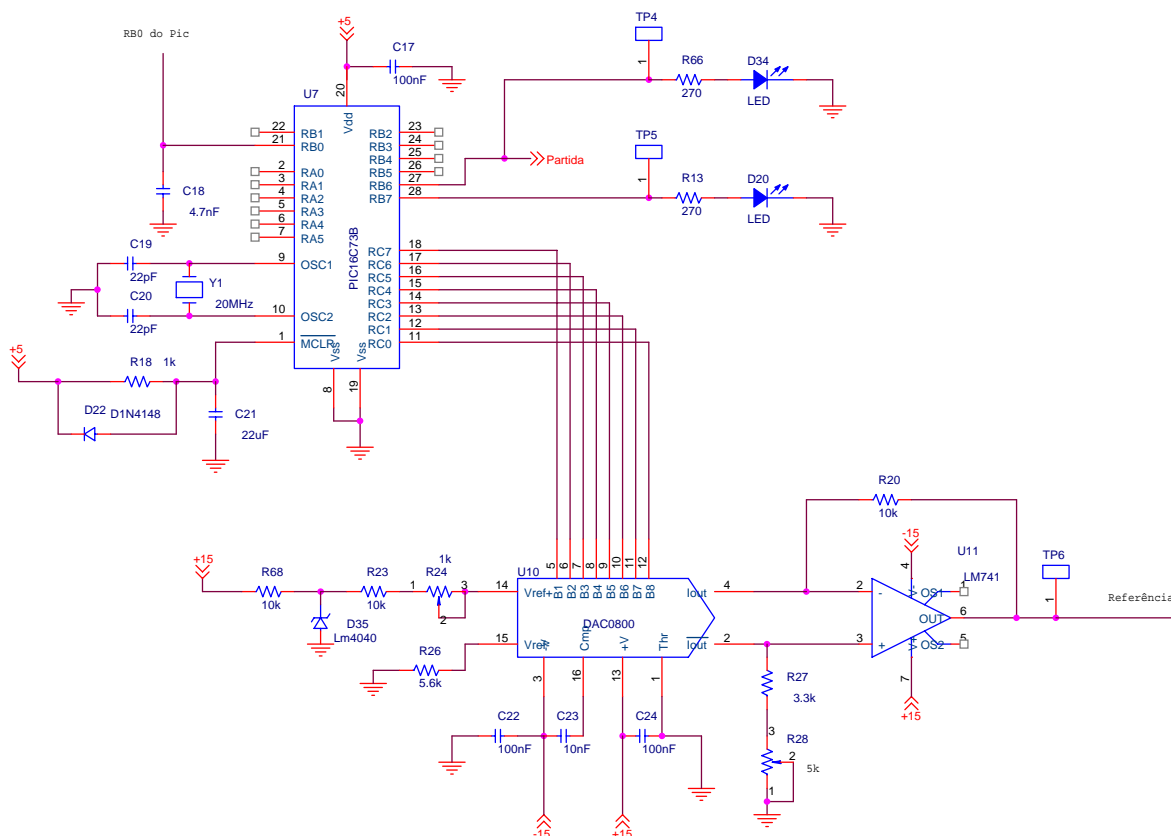 RB0 do Pic
+5
C17
100nF
TP4
1
R66
270
D34
LED
U7
20
Vdd
22
RB1
21
RB0
2
RA0
3
RA1
4
RA2
5
RA3
6
RA4
7
RA5
9
OSC1
10
OSC2
1
MCLR
PIC16C73B
RB2
23
RB3
24
RB4
25
RB5
26
RB6
27
RB7
28
RC7
18
RC6
17
RC5
16
RC4
15
RC3
14
RC2
13
RC1
12
RC0
11
Vss
8
Vss
19
Partida
TP5
1
R13
270
D20
LED
C18
4.7nF
C19
22pF
C20
22pF
Y1
20MHz
+5
R18 1k
D22
D1N4148
C21
22uF
+15
R68
10k
R23
10k
1
R24
1k
3
2
D35
Lm4040
R26
5.6k
U10
14
Vref+
15
Vref-
5
B1
6
B2
7
B3
8
B4
9
B5
10
B6
11
B7
12
B8
DAC0800
Iout
4
Iout
2
-V
3
Cmp
16
+V
13
Thr
1
C22
100nF
C23
10nF
C24
100nF
-15
+15
R20
10k
-15
U11
LM741
4
V-
2
-
3
+
OS1
1
OUT
6
OS2
5
V+
7
+15
TP6
1
Referência
R27
3.3k
3
R28
2
5k
1